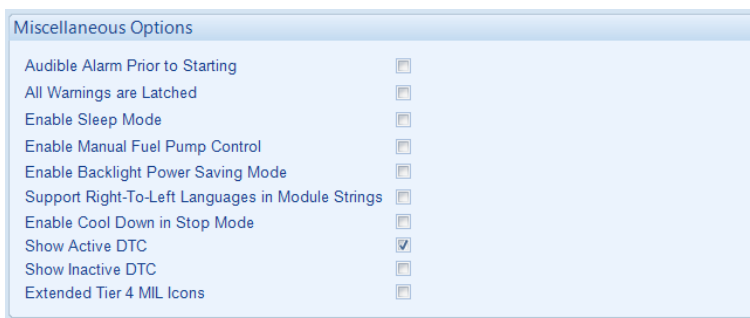 Miscellaneous Options
Audible Alarm Prior to Starting
All Warnings are Latched
Enable Sleep Mode
Enable Manual Fuel Pump Control
Enable Backlight Power Saving Mode
Support Right-To-Left Languages in Module Strings
Enable Cool Down in Stop Mode
Show Active DTC
Show Inactive DTC
Extended Tier 4 MIL Icons